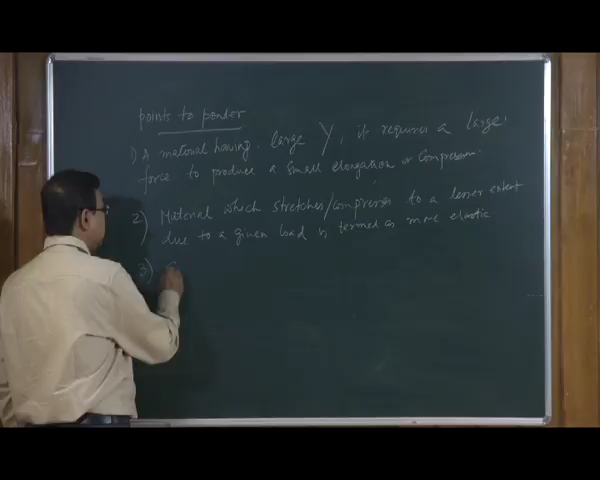 points to ponder
1) A material having large Y, it requires a large
force to produce a small elongation or compression.
2) Material which stretches/compresses to a lesser extent
due to a given load is termed as more elastic
3)